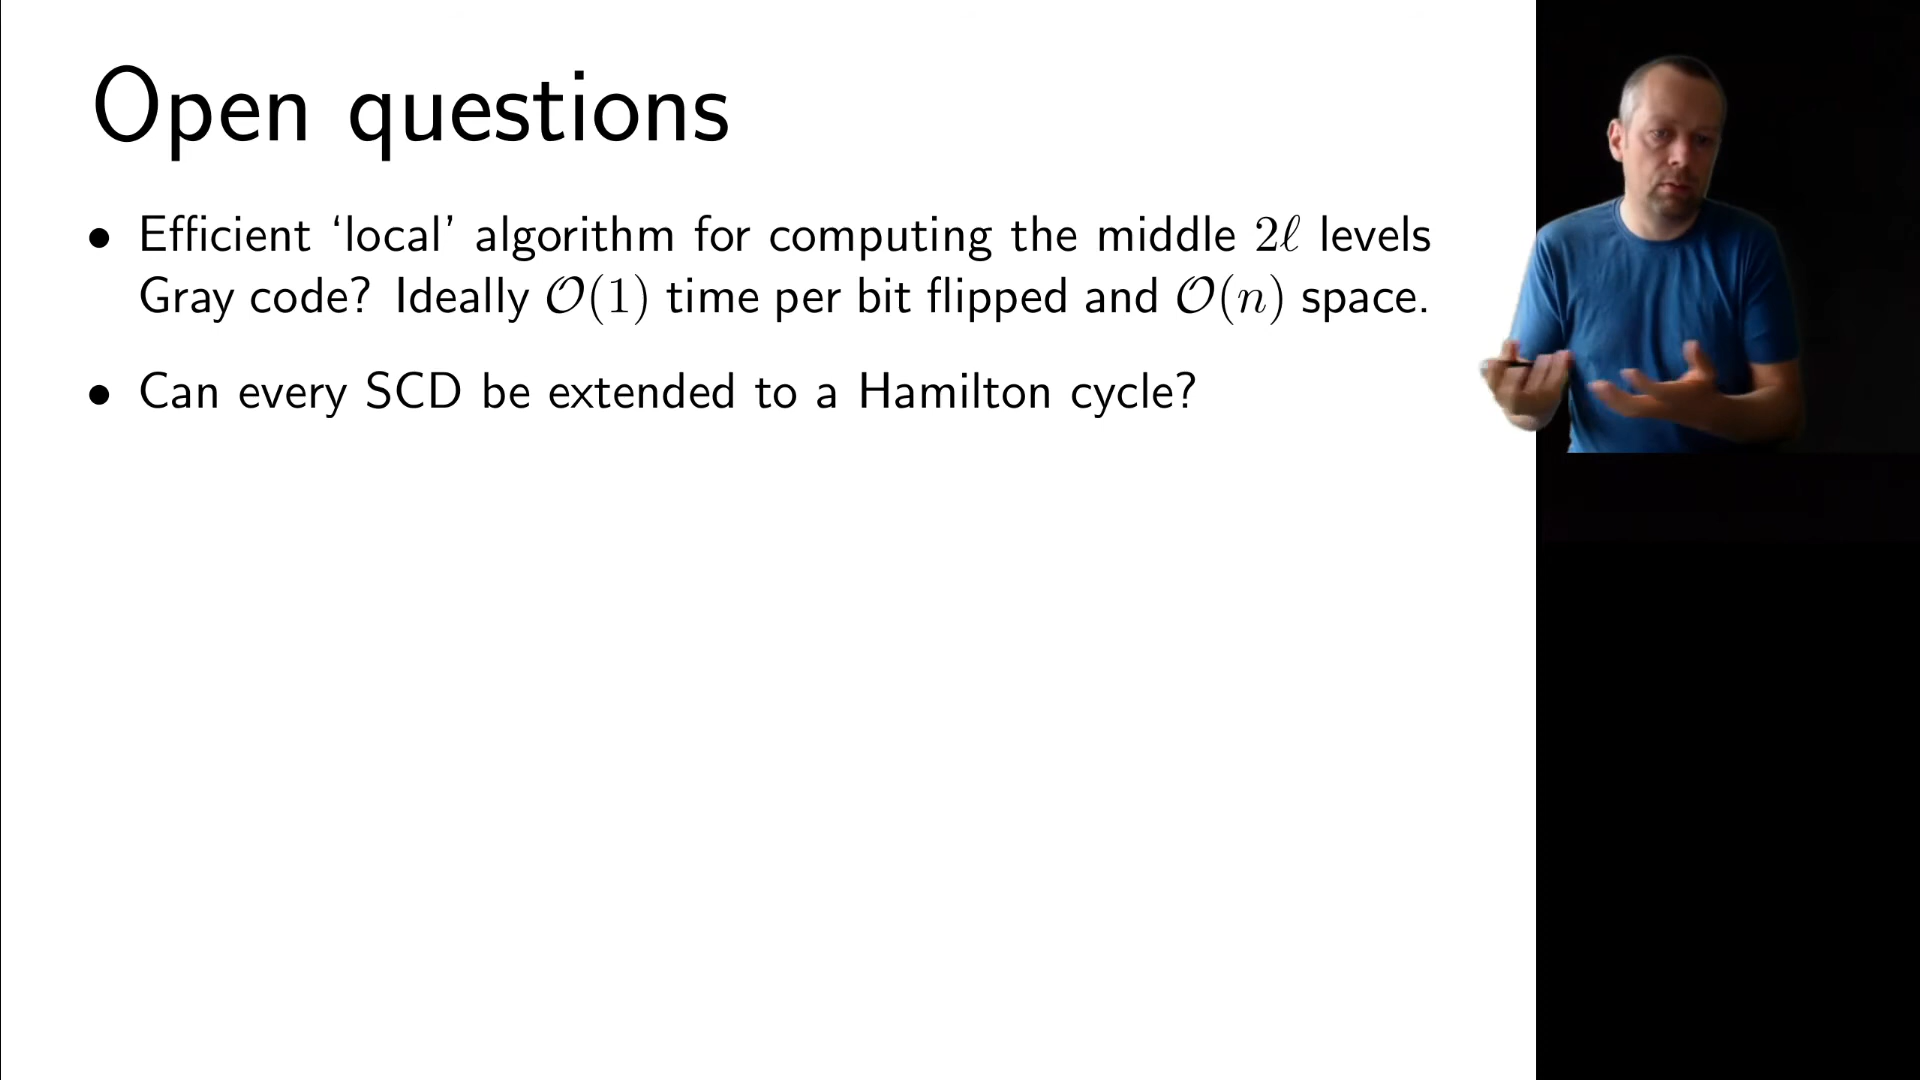 Open questions
• Efficient ‘local’ algorithm for computing the middle 2ℓ levels
Gray code? Ideally 𝒪(1) time per bit flipped and 𝒪(n) space.
• Can every SCD be extended to a Hamilton cycle?